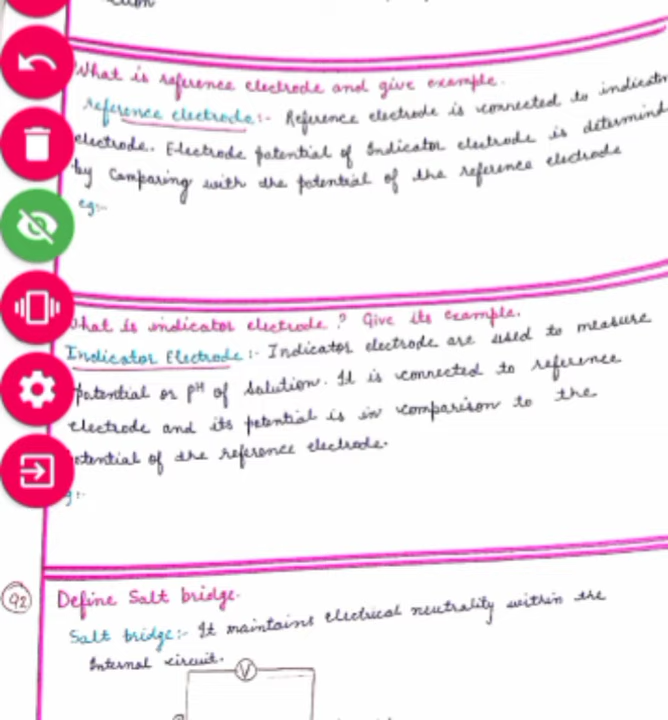 What is reference electrode and give example.
reference electrode:- Reference electrode is connected to indicator
electrode. Electrode potential of Indicator electrode is determin
by Comparing with the potential of the reference electrode
eg:-
What is indicator electrode? Give its example.
Indicator Electrode:- Indicator electrode are used to measure
potential or pH of solution. It is connected to reference
electrode and its potential is in comparison to the
potential of the reference electrode.
g:-
92 Define Salt bridge.
Salt bridge:- It maintains electrical neutrality within the
Internal circuit.
V